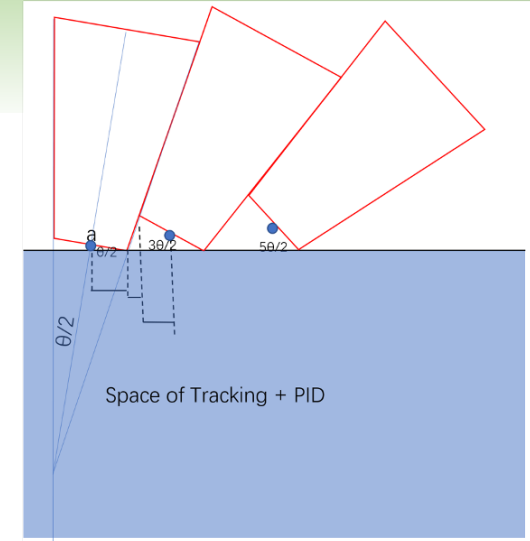 a
θ/2
3θ/2
5θ/2
θ/2
Space of Tracking + PID